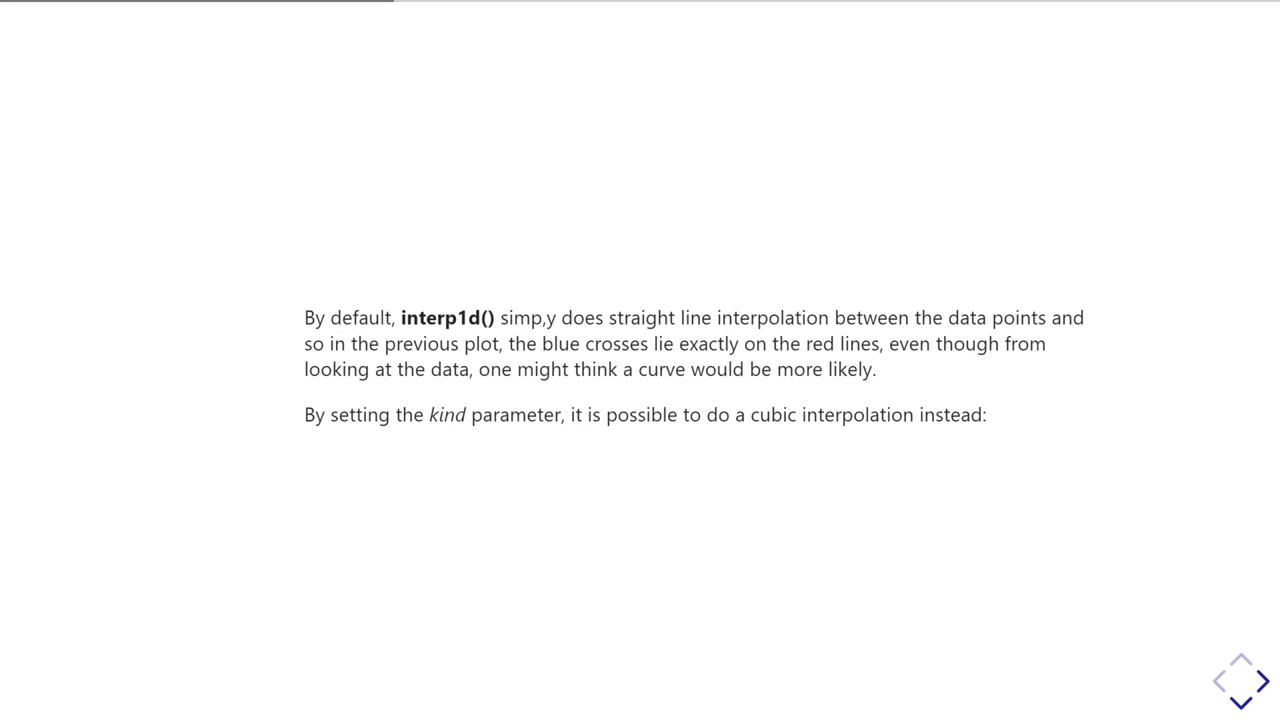 By default, interp1d() simp,y does straight line interpolation between the data points and
so in the previous plot, the blue crosses lie exactly on the red lines, even though from
looking at the data, one might think a curve would be more likely.
By setting the kind parameter, it is possible to do a cubic interpolation instead: